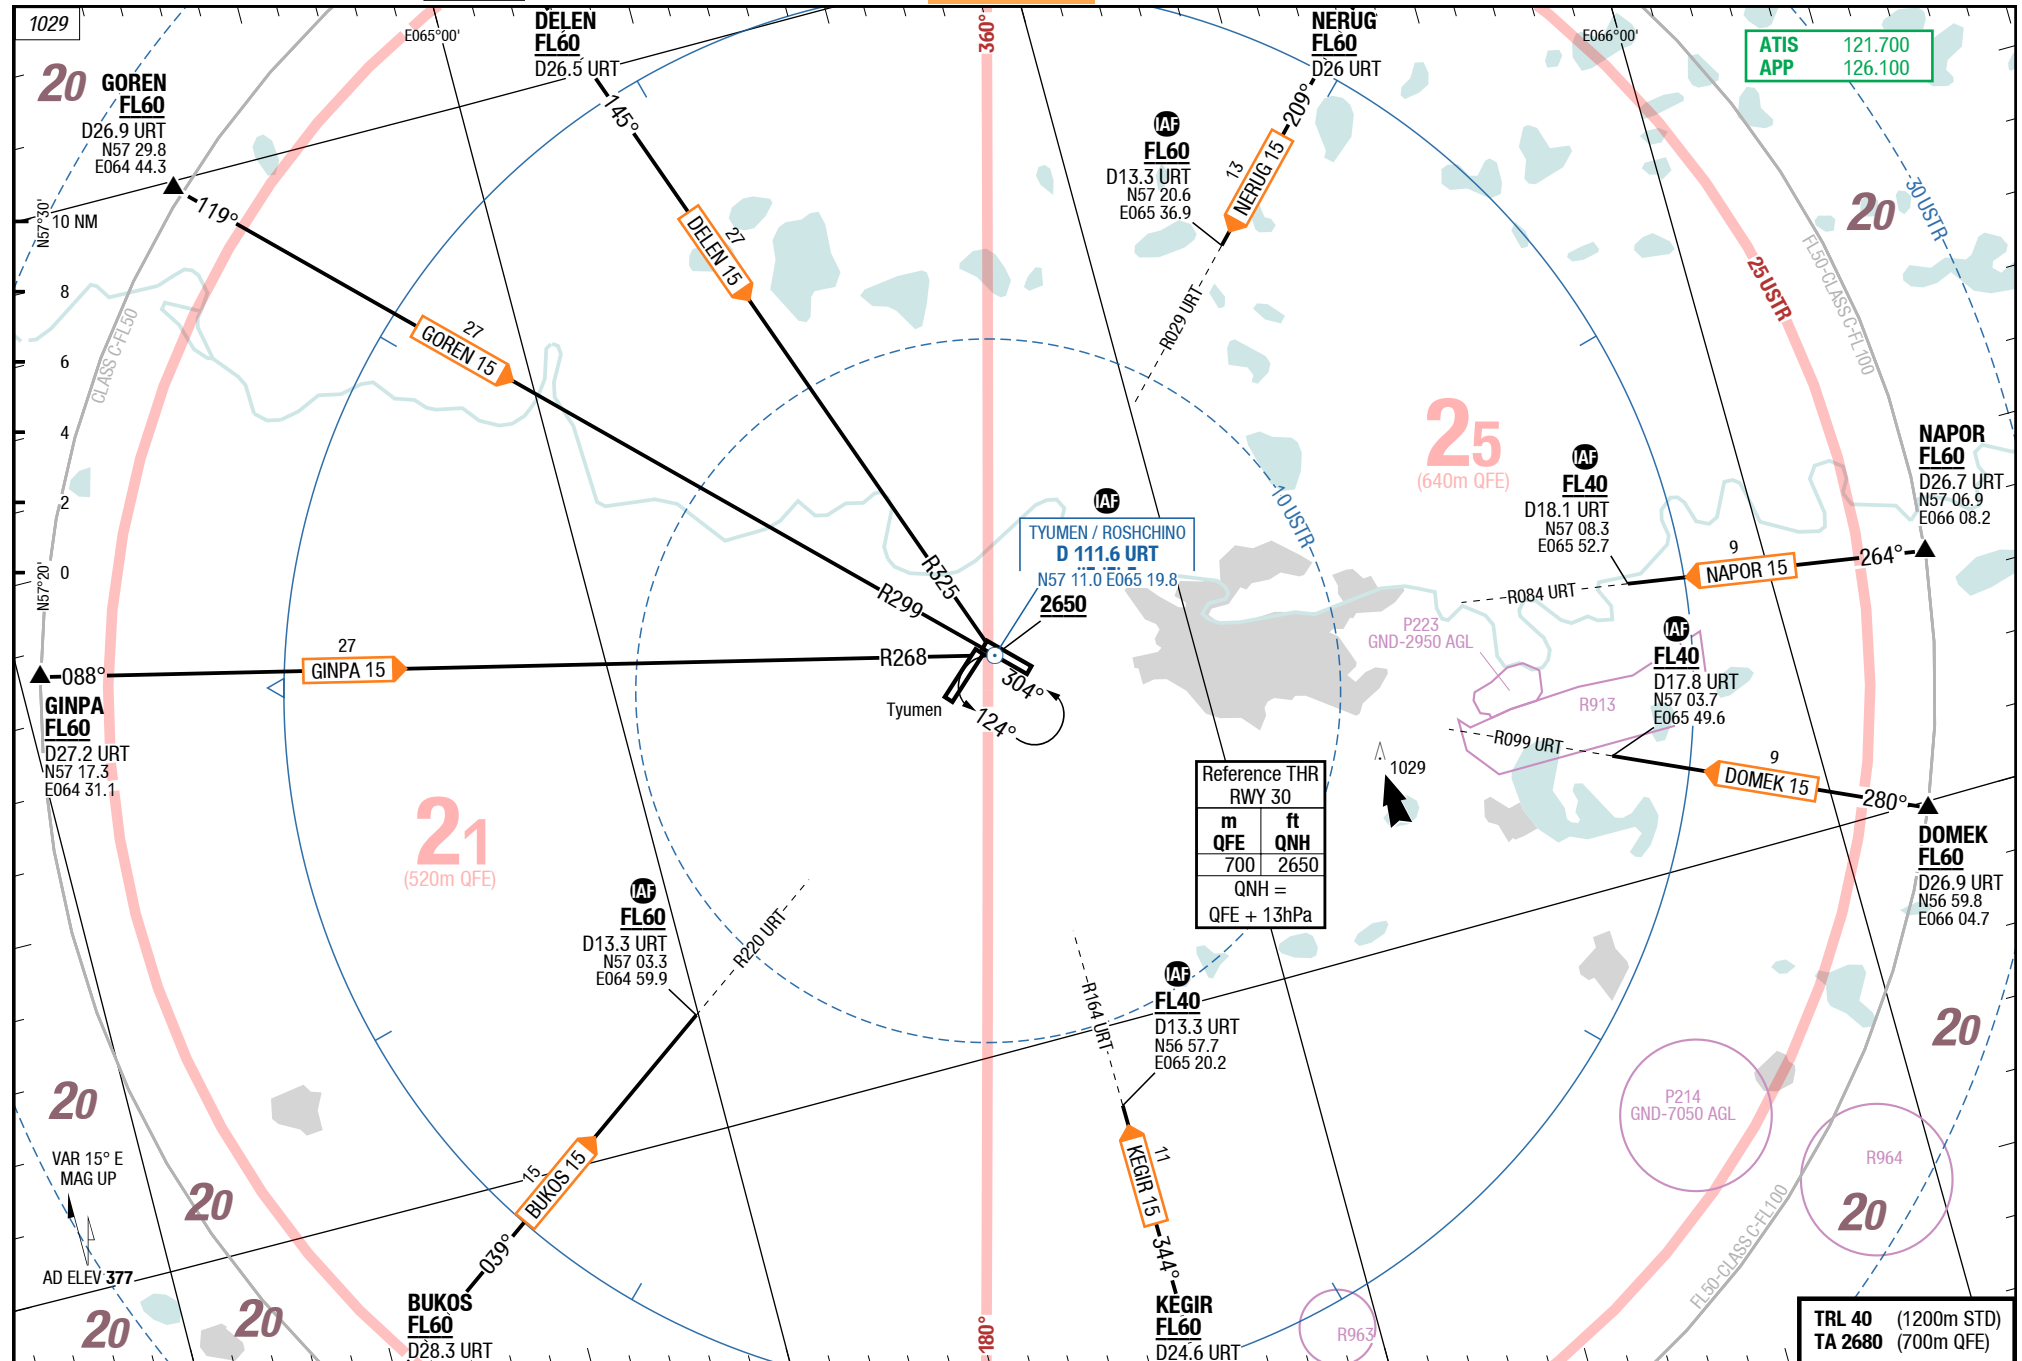 1029
DELEN
FL60
D26.5 URT
NERUG
FL60
D26 URT
E065°00'
360°
E066°00'
ATIS 121.700
APP 126.100
20
GOREN
FL60
D26.9 URT
N57 29.8
E064 44.3
119°
145°
209°
NERUG 15
13
IAF
FL60
D13.3 URT
N57 20.6
E065 36.9
R029 URT
20
30 USTR
25 USTR
FL50-CLASS C-FL100
N57°30'
10 NM
8
6
4
2
0
N57°20'
CLASS C-FL50
DELEN 15
27
GOREN 15
27
25
(640m QFE)
10 USTR
NAPOR
FL60
D26.7 URT
N57 06.9
E066 08.2
IAF
FL40
D18.1 URT
N57 08.3
E065 52.7
9
NAPOR 15
264°
R084 URT
IAF
TYUMEN / ROSHCHINO
D 111.6 URT
N57 11.0 E065 19.8
2650
R325
R299
R268
27
GINPA 15
088°
GINPA
FL60
D27.2 URT
N57 17.3
E064 31.1
304°
124°
Tyumen
P223
GND-2950 AGL
R913
IAF
FL40
D17.8 URT
N57 03.7
E065 49.6
R099 URT
9
DOMEK 15
280°
DOMEK
FL60
D26.9 URT
N56 59.8
E066 04.7
1029
Reference THR
RWY 30
m ft
QFE QNH
700 2650
QNH =
QFE + 13hPa
21
(520m QFE)
IAF
FL60
D13.3 URT
N57 03.3
E064 59.9
R220 URT
IAF
FL40
D13.3 URT
N56 57.7
E065 20.2
R164 URT
11
KEGIR 15
344°
KEGIR
FL60
D24.6 URT
15
BUKOS 15
039°
BUKOS
FL60
D28.3 URT
20
20
20
20
VAR 15° E
MAG UP
AD ELEV 377
180°
20
P214
GND-7050 AGL
R964
20
R963
FL50-CLASS C-FL100
TRL 40 (1200m STD)
TA 2680 (700m QFE)